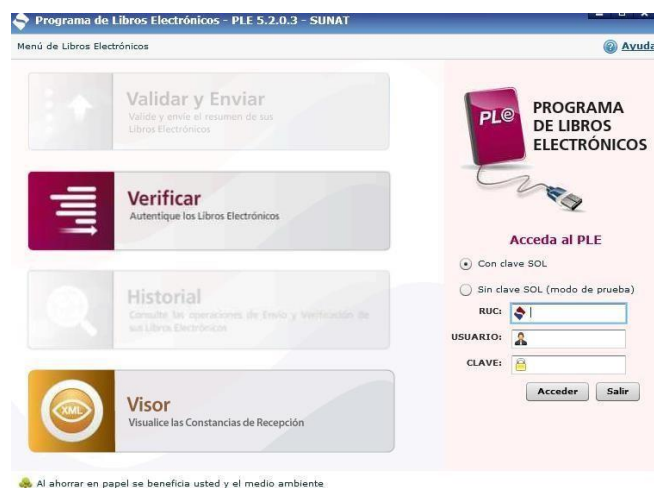 Programa de Libros Electrónicos - PLE 5.2.0.3 - SUNAT
Menú de Libros Electrónicos
Ayuda
Validar y Enviar
Valide y envíe el resumen de sus
Libros Electrónicos
Verificar
Autentique los Libros Electrónicos
Historial
Consulte las operaciones de Envío y Verificación de
sus Libros Electrónicos
XML
Visor
Visualice las Constancias de Recepción
PLe
PROGRAMA
DE LIBROS
ELECTRÓNICOS
Acceda al PLE
Con clave SOL
Sin clave SOL (modo de prueba)
RUC:
USUARIO:
CLAVE:
Acceder Salir
Al ahorrar en papel se beneficia usted y el medio ambiente